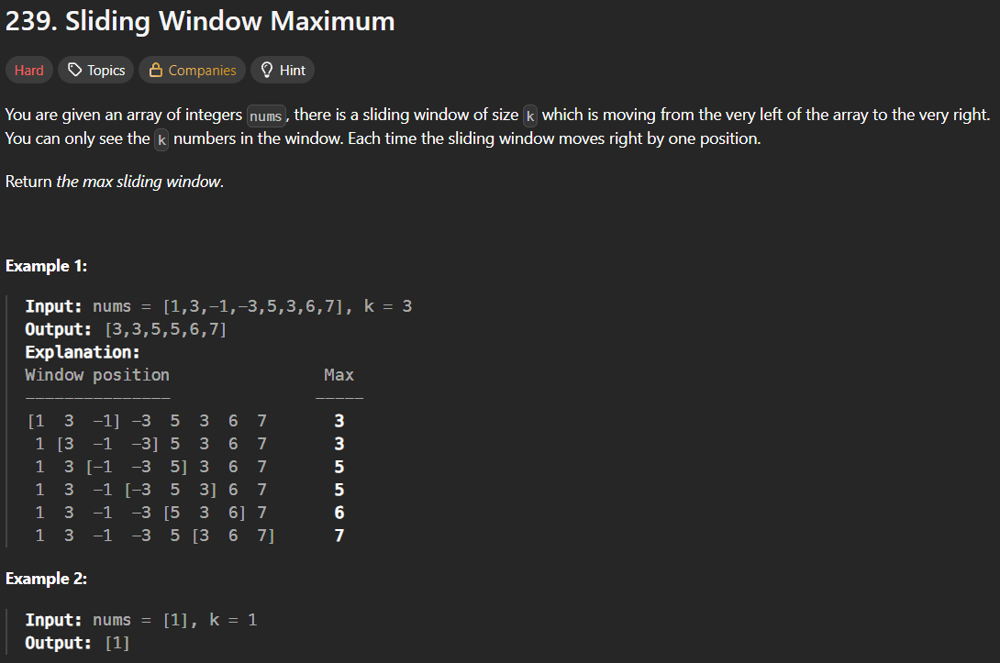 239. Sliding Window Maximum
Hard Topics Companies Hint
You are given an array of integers nums, there is a sliding window of size k which is moving from the very left of the array to the very right.
You can only see the k numbers in the window. Each time the sliding window moves right by one position.
Return the max sliding window.
Example 1:
Input: nums = [1,3,-1,-3,5,3,6,7], k = 3
Output: [3,3,5,5,6,7]
Explanation:
Window position                Max
---------------               -----
[1  3  -1] -3  5  3  6  7       3
 1 [3  -1  -3] 5  3  6  7       3
 1  3 [-1  -3  5] 3  6  7       5
 1  3  -1 [-3  5  3] 6  7       5
 1  3  -1  -3 [5  3  6] 7       6
 1  3  -1  -3  5 [3  6  7]      7
Example 2:
Input: nums = [1], k = 1
Output: [1]